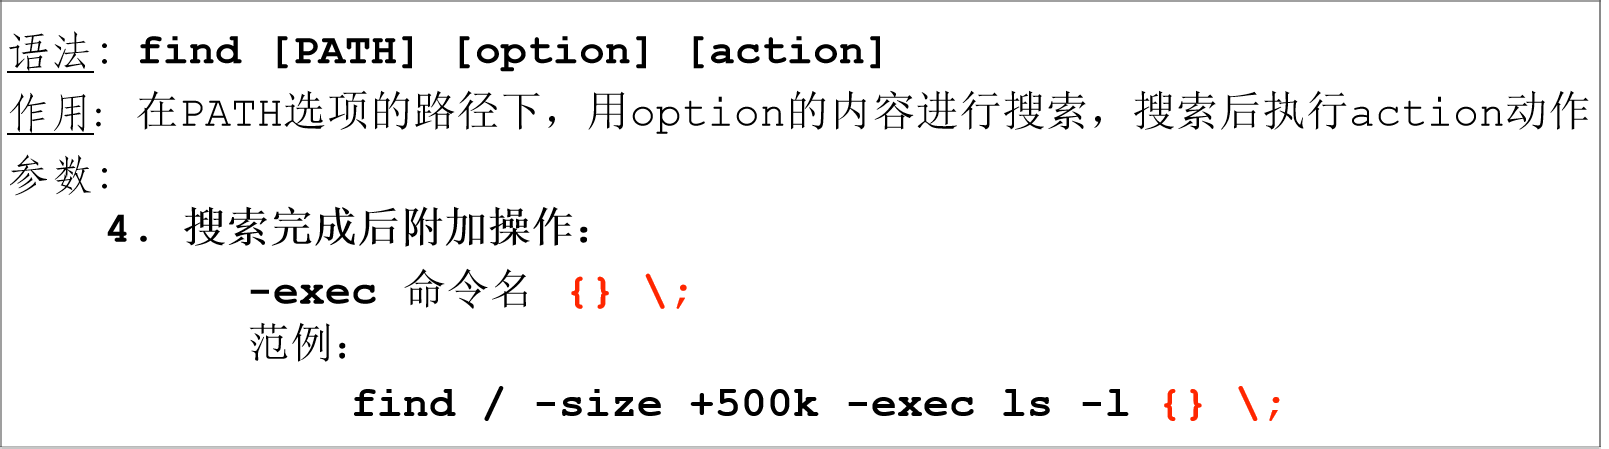 语法: find [PATH] [option] [action]
作用: 在PATH选项的路径下，用option的内容进行搜索，搜索后执行action动作
参数:
4. 搜索完成后附加操作：
-exec 命令名 {} \;
范例：
find / -size +500k -exec ls -l {} \;